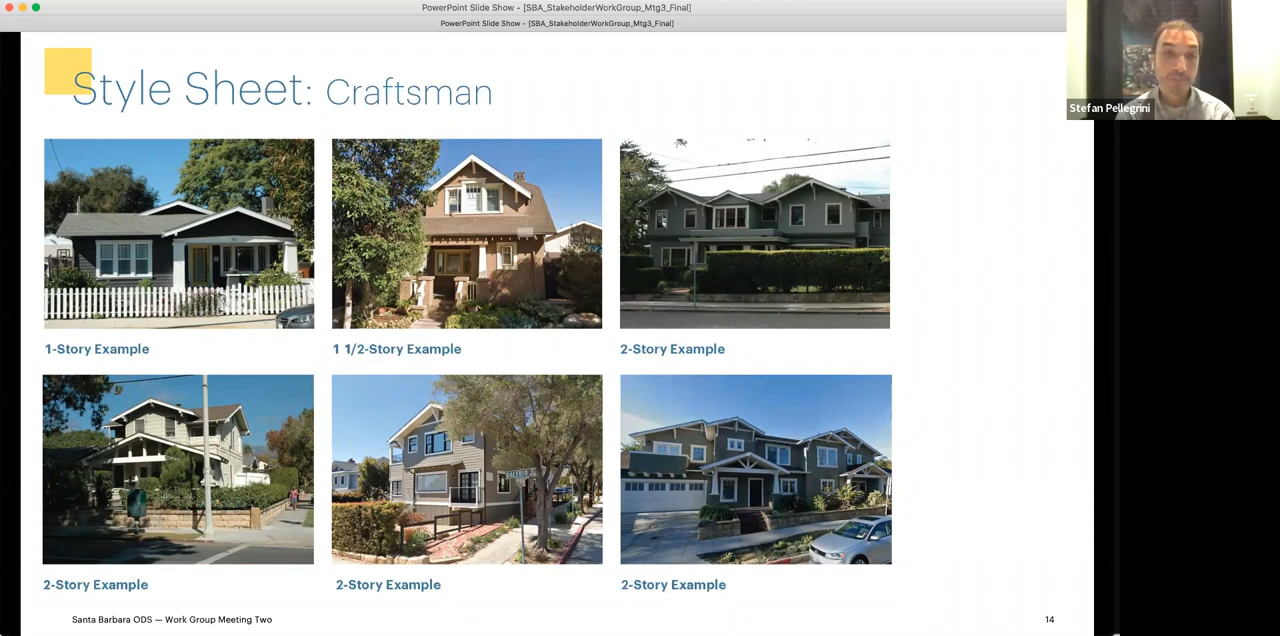 PowerPoint Slide Show - [SBA_StakeholderWorkGroup_Mtg3_Final]
PowerPoint Slide Show - [SBA_StakeholderWorkGroup_Mtg3_Final]
Stefan Pellegrini
Style Sheet: Craftsman
1-Story Example
1 1/2-Story Example
2-Story Example
2-Story Example
2-Story Example
2-Story Example
Santa Barbara ODS — Work Group Meeting Two
14